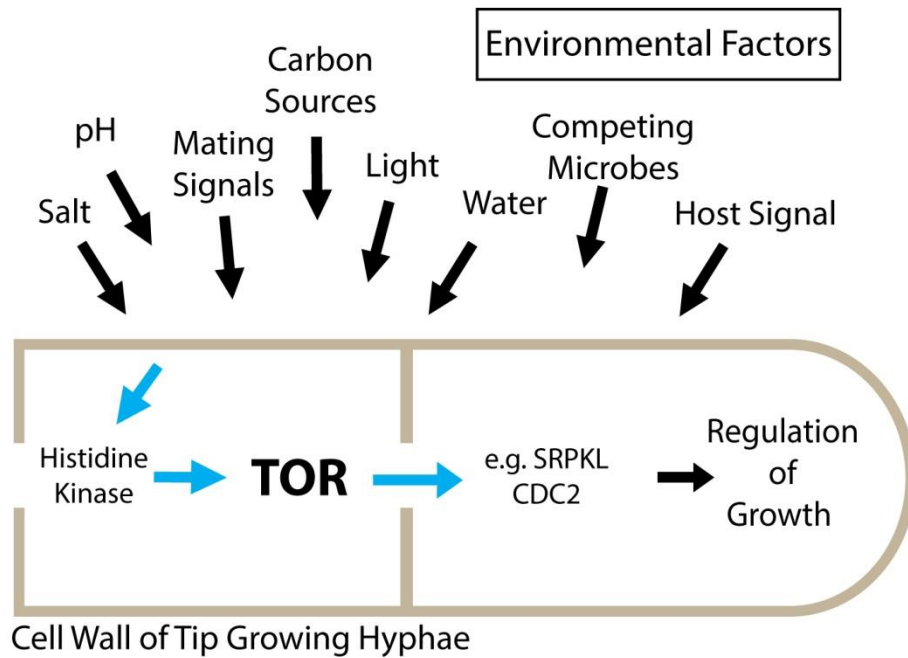 Environmental Factors
Carbon
Sources
pH
Mating
Signals
Light
Competing
Microbes
Salt
Water
Host Signal
Histidine
Kinase
TOR
e.g. SRPKL
CDC2
Regulation
of
Growth
Cell Wall of Tip Growing Hyphae